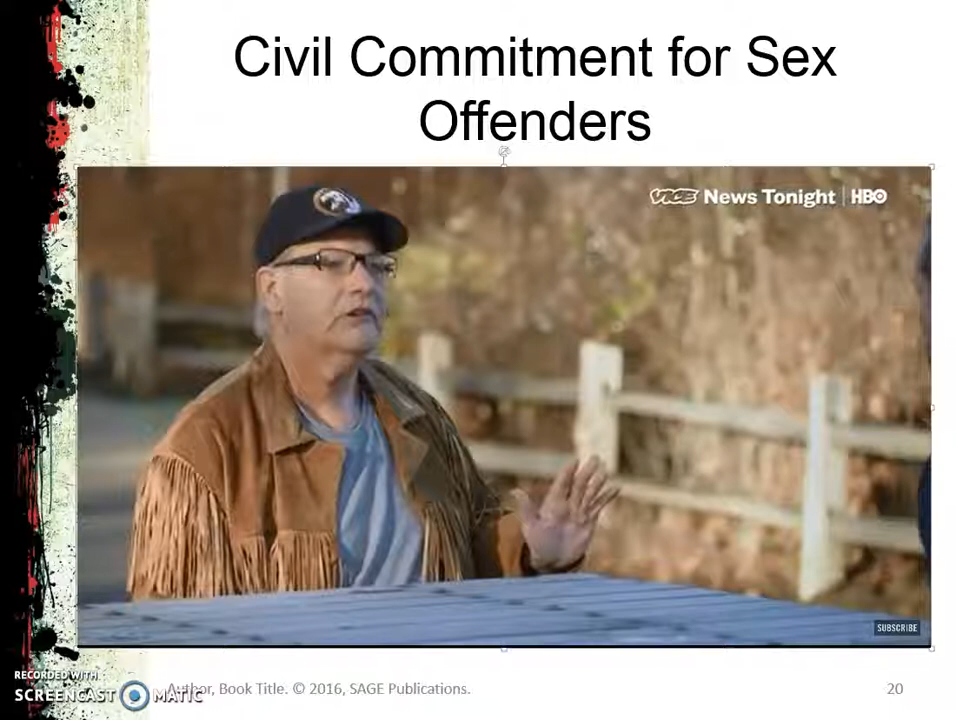 Civil Commitment for Sex
Offenders
VICE News Tonight | HBO
SUBSCRIBE
RECORDED WITH
SCREENCAST MATIC
Author, Book Title. © 2016, SAGE Publications.
20